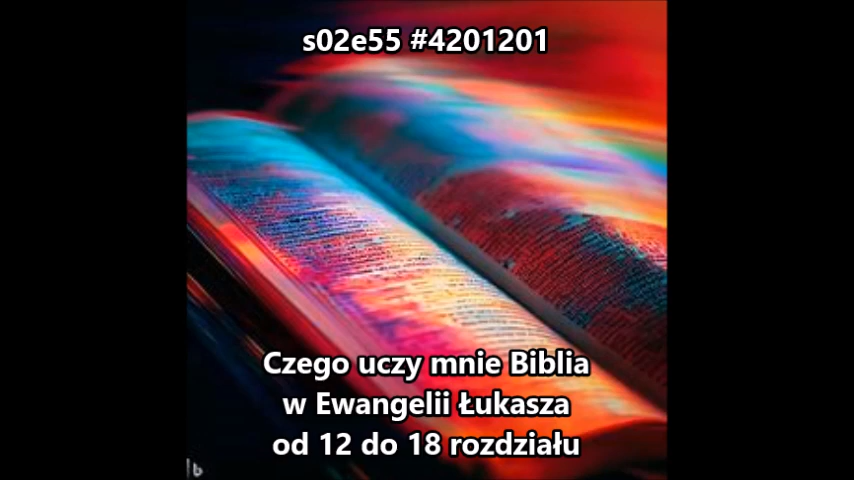 s02e55 #4201201
Czego uczy mnie Biblia
w Ewangelii Łukasza
od 12 do 18 rozdziału